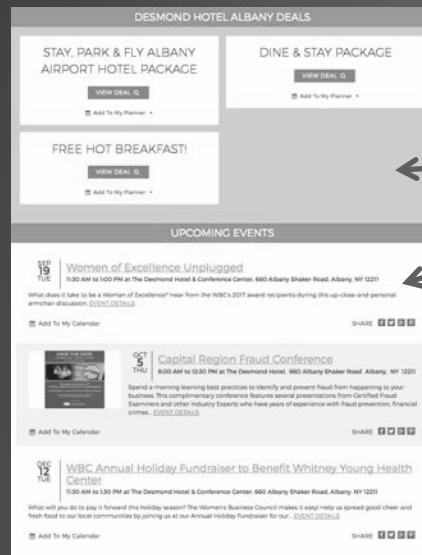 DESMOND HOTEL ALBANY DEALS
STAY, PARK & FLY ALBANY
AIRPORT HOTEL PACKAGE
VIEW DEAL
Add To My Planner
DINE & STAY PACKAGE
VIEW DEAL
Add To My Planner
FREE HOT BREAKFAST!
VIEW DEAL
Add To My Planner
UPCOMING EVENTS
SEP
19
TUE
Women of Excellence Unplugged
11:30 AM to 1:00 PM at The Desmond Hotel & Conference Center, 660 Albany Shaker Road, Albany, NY 12211
What does it take to be a Woman of Excellence? Hear from the WBC's 2017 award recipients during this up-close-and-personal
armchair discussion. EVENT DETAILS
Add To My Calendar
SHARE
OCT
5
THU
Capital Region Fraud Conference
8:00 AM to 12:30 PM at The Desmond Hotel, 660 Albany Shaker Road Albany, NY 12211
Spend a morning learning best practices to identify and prevent fraud from happening to your
business. This complimentary conference features several presentations from Certified Fraud
Examiners and other Industry Experts who have years of experience with fraud prevention, financial
crimes... EVENT DETAILS
Add To My Calendar
SHARE
DEC
12
TUE
WBC Annual Holiday Fundraiser to Benefit Whitney Young Health
Center
11:30 AM to 1:30 PM at The Desmond Hotel & Conference Center, 660 Albany Shaker Road, Albany, NY 12211
What will you do to pay it forward this holiday season? The Women's Business Council makes it easy! Help us spread good cheer and
fresh food to our local communities by joining us at our Annual Holiday Fundraiser for our... EVENT DETAILS
Add To My Calendar
SHARE